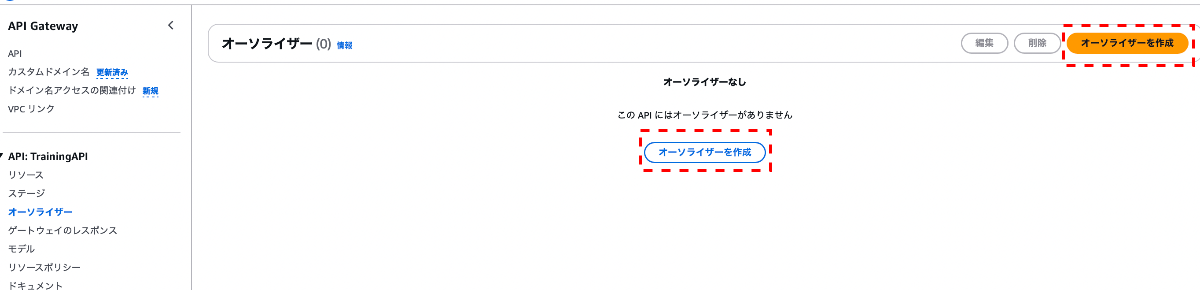 API Gateway
API
カスタムドメイン名 更新済み
ドメイン名アクセスの関連付け 新規
VPC リンク
API: TrainingAPI
リソース
ステージ
オーソライザー
ゲートウェイのレスポンス
モデル
リソースポリシー
ドキュメント
オーソライザー (0) 情報
編集
削除
オーソライザーを作成
オーソライザーなし
この API にはオーソライザーがありません
オーソライザーを作成